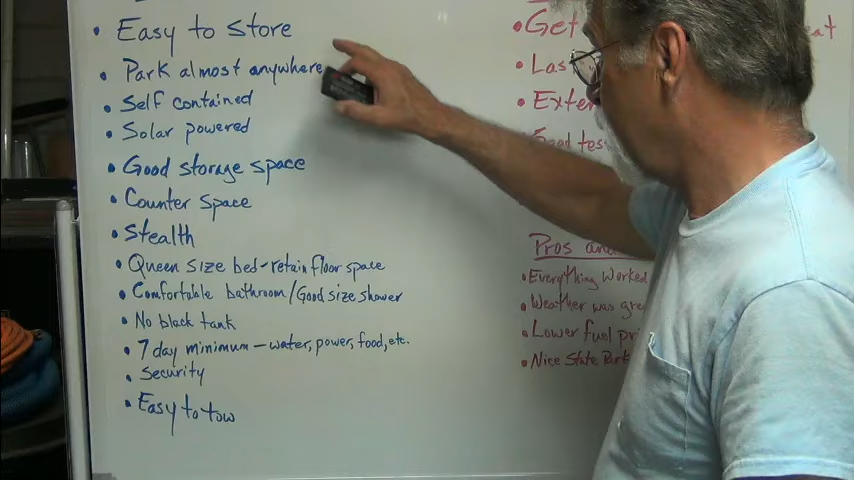 • Easy to store
• Park almost anywhere
• Self contained
• Solar powered
• Good storage space
• Counter space
• Stealth
• Queen size bed-retain floor space
• Comfortable bathroom/Good size shower
• No black tank
• 7 day minimum - water, power, food, etc.
• Security
• Easy to tow
• Get
• Las
• Exten
Good tes
Pros and
• Everything Worked
• Weather was gre
• Lower fuel pri
• Nice State Park